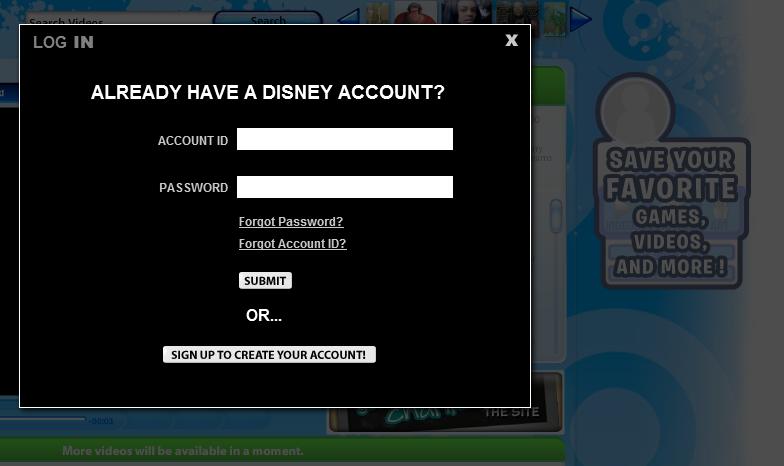 Search Videos
Search
LOG IN
X
ALREADY HAVE A DISNEY ACCOUNT?
ACCOUNT ID
PASSWORD
Forgot Password?
Forgot Account ID?
SUBMIT
OR...
SIGN UP TO CREATE YOUR ACCOUNT!
SAVE YOUR
FAVORITE
GAMES,
VIDEOS,
AND MORE!
THE SITE
-00:03
More videos will be available in a moment.